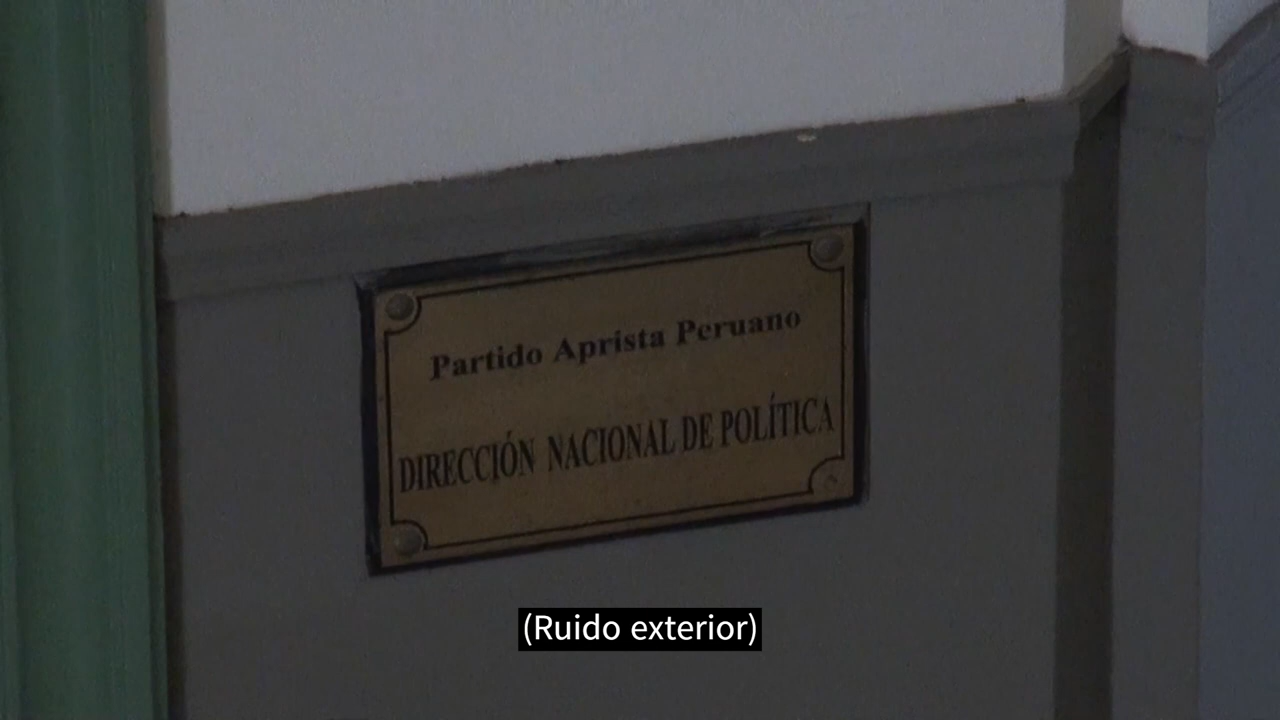 Partido Aprista Peruano
DIRECCIÓN NACIONAL DE POLÍTICA
(Ruido exterior)